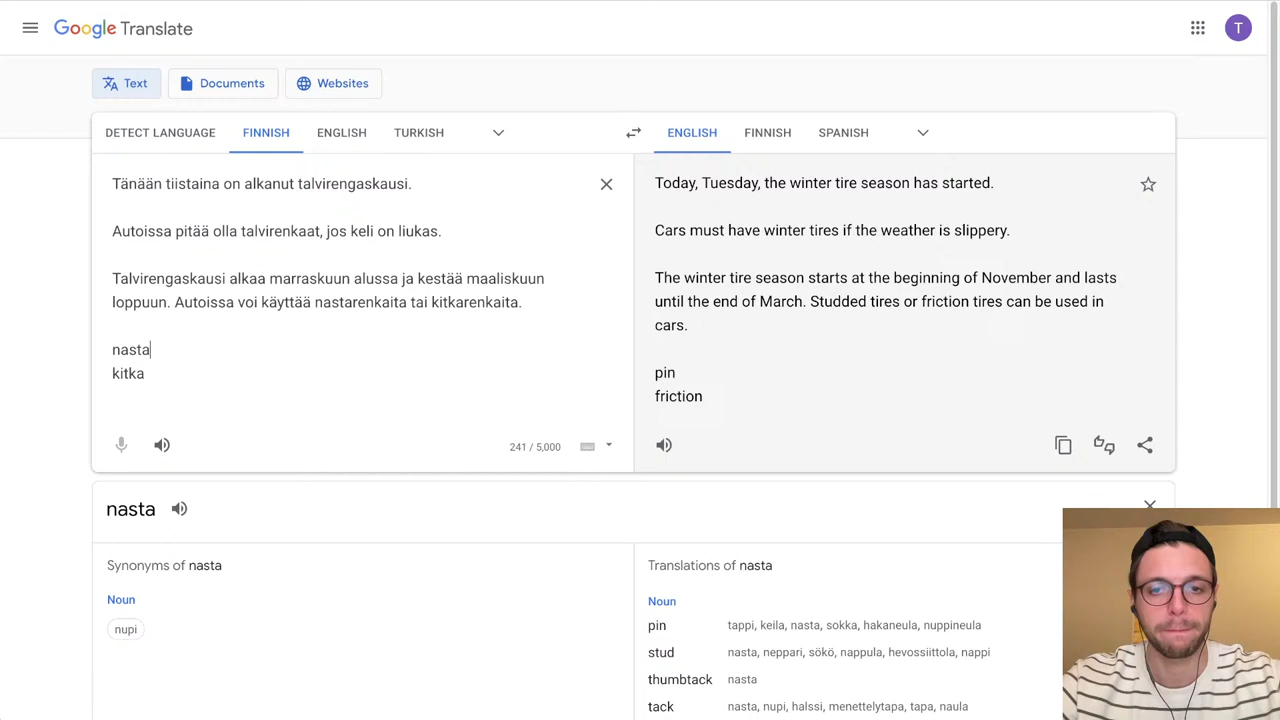 Google Translate
T
Text
Documents
Websites
DETECT LANGUAGE
FINNISH
ENGLISH
TURKISH
ENGLISH
FINNISH
SPANISH
Tänään tiistaina on alkanut talvirengaskausi.
Autoissa pitää olla talvirenkaat, jos keli on liukas.
Talvirengaskausi alkaa marraskuun alussa ja kestää maaliskuun
loppuun. Autoissa voi käyttää nastarenkaita tai kitkarenkaita.
nasta
kitka
241 / 5,000
Today, Tuesday, the winter tire season has started.
Cars must have winter tires if the weather is slippery.
The winter tire season starts at the beginning of November and lasts
until the end of March. Studded tires or friction tires can be used in
cars.
pin
friction
nasta
Synonyms of nasta
Noun
nupi
Translations of nasta
Noun
pin tappi, keila, nasta, sokka, hakaneula, nuppineula
stud nasta, neppari, sökö, nappula, hevossiittola, nappi
thumbtack nasta
tack nasta, nupi, halssi, menettelytapa, tapa, naula